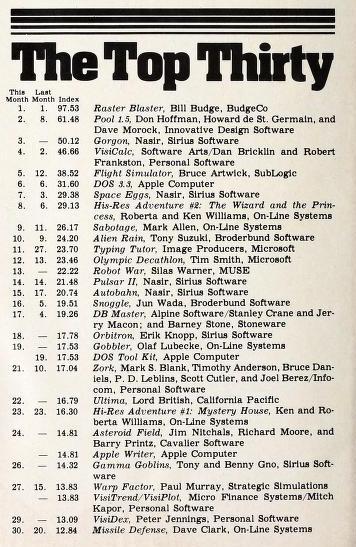 The Top Thirty
This Last
Month Month Index
1. 1. 97.53 Raster Blaster, Bill Budge, BudgeCo
2. 8. 61.48 Pool 1.5, Don Hoffman, Howard de St. Germain, and
Dave Morock, Innovative Design Software
3. — 50.12 Gorgon, Nasir, Sirius Software
4. 2. 46.66 VisiCalc, Software Arts/Dan Bricklin and Robert
Frankston, Personal Software
5. 12. 38.52 Flight Simulator, Bruce Artwick, SubLogic
6. 6. 31.60 DOS 3.3, Apple Computer
7. 3. 29.38 Space Eggs, Nasir, Sirius Software
8. 6. 29.13 His-Res Adventure #2: The Wizard and the Prin-
cess, Roberta and Ken Williams, On-Line Systems
9. 11. 26.17 Sabotage, Mark Allen, On-Line Systems
10. 9. 24.20 Alien Rain, Tony Suzuki, Broderbund Software
11. 27. 23.70 Typing Tutor, Image Producers, Microsoft
12. 13. 23.46 Olympic Decathlon, Tim Smith, Microsoft
13. — 22.22 Robot War, Silas Warner, MUSE
14. 14. 21.48 Pulsar II, Nasir, Sirius Software
15. 17. 20.74 Autobahn, Nasir, Sirius Software
16. 5. 19.51 Snoggle, Jun Wada, Broderbund Software
17. 4. 19.26 DB Master, Alpine Software/Stanley Crane and Jer-
ry Macon; and Barney Stone, Stoneware
18. — 17.78 Orbitron, Erik Knopp, Sirius Software
19. — 17.53 Gobbler, Olaf Lubecke, On-Line Systems
19. 17.53 DOS Tool Kit, Apple Computer
21. 10. 17.04 Zork, Mark S. Blank, Timothy Anderson, Bruce Dan-
iels, P. D. Leblins, Scott Cutler, and Joel Berez/Info-
com, Personal Software
22. — 16.79 Ultima, Lord British, California Pacific
23. 23. 16.30 Hi-Res Adventure #1: Mystery House, Ken and Ro-
berta Williams, On-Line Systems
24. — 14.81 Asteroid Field, Jim Nitchals, Richard Moore, and
Barry Printz, Cavalier Software
— 14.81 Apple Writer, Apple Computer
26. — 14.32 Gamma Goblins, Tony and Benny Gno, Sirius Soft-
ware
27. 15. 13.83 Warp Factor, Paul Murray, Strategic Simulations
— 13.83 VisiTrend/VisiPlot, Micro Finance Systems/Mitch
Kapor, Personal Software
29. — 13.09 VisiDex, Peter Jennings, Personal Software
30. 20. 12.84 Missile Defense, Dave Clark, On-Line Systems